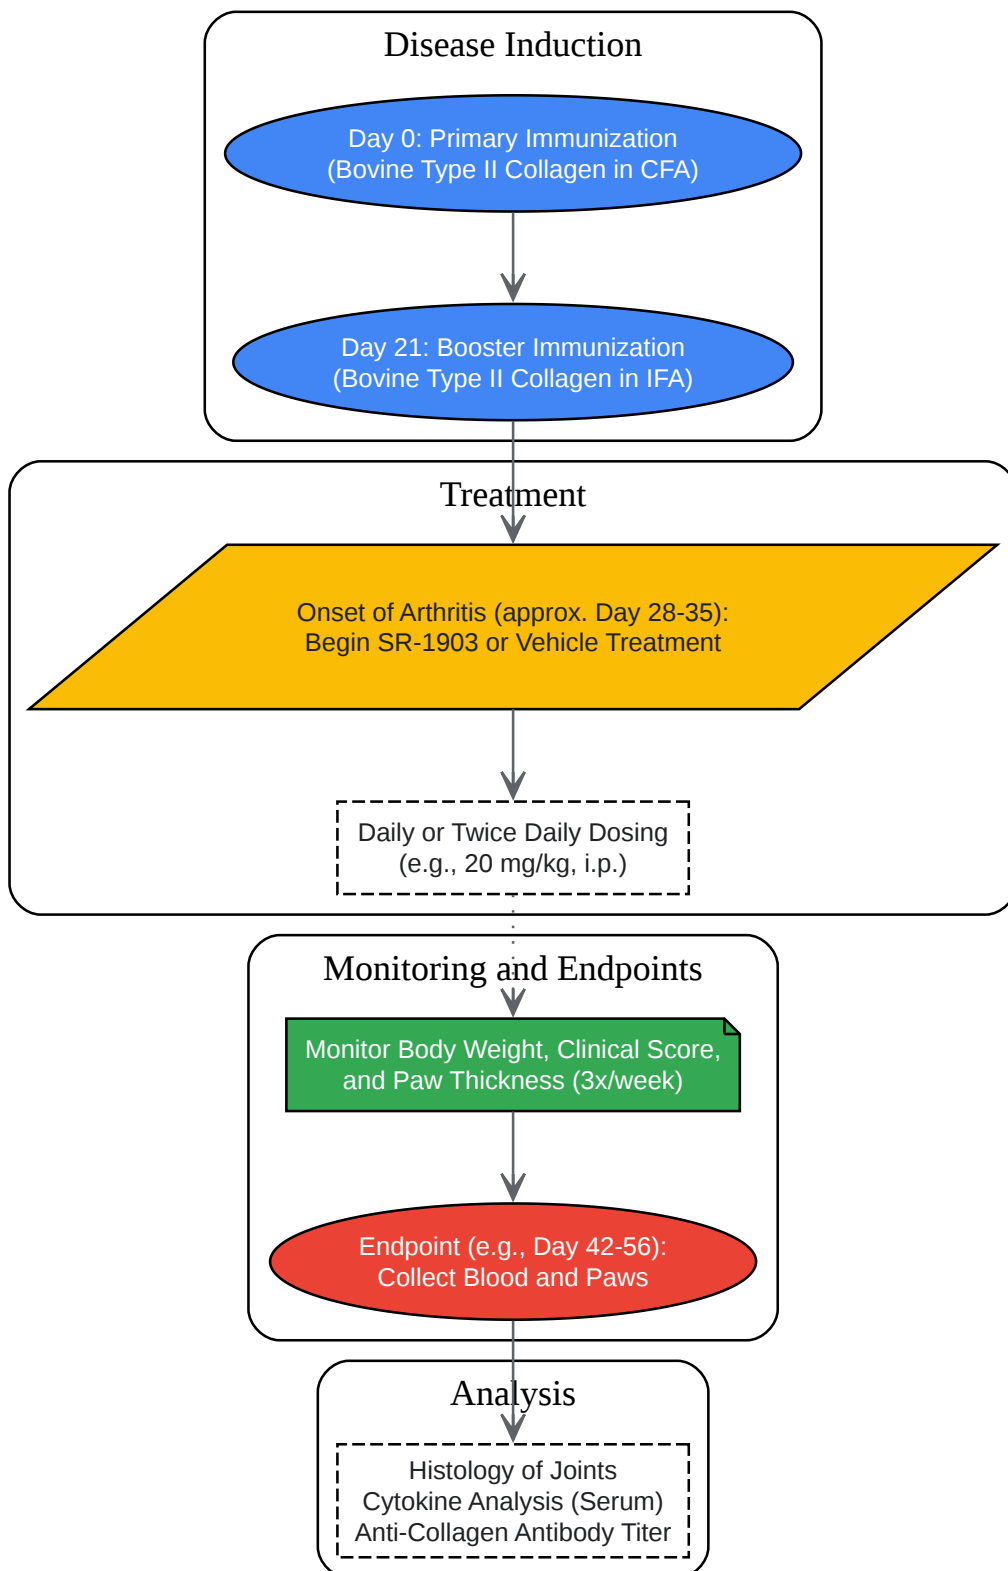 Disease Induction
Day 0: Primary Immunization
(Bovine Type II Collagen in CFA)
Day 21: Booster Immunization
(Bovine Type II Collagen in IFA)
Treatment
Onset of Arthritis (approx. Day 28-35):
Begin SR-1903 or Vehicle Treatment
Daily or Twice Daily Dosing
(e.g., 20 mg/kg, i.p.)
Monitoring and Endpoints
Monitor Body Weight, Clinical Score,
and Paw Thickness (3x/week)
Endpoint (e.g., Day 42-56):
Collect Blood and Paws
Analysis
Histology of Joints
Cytokine Analysis (Serum)
Anti-Collagen Antibody Titer